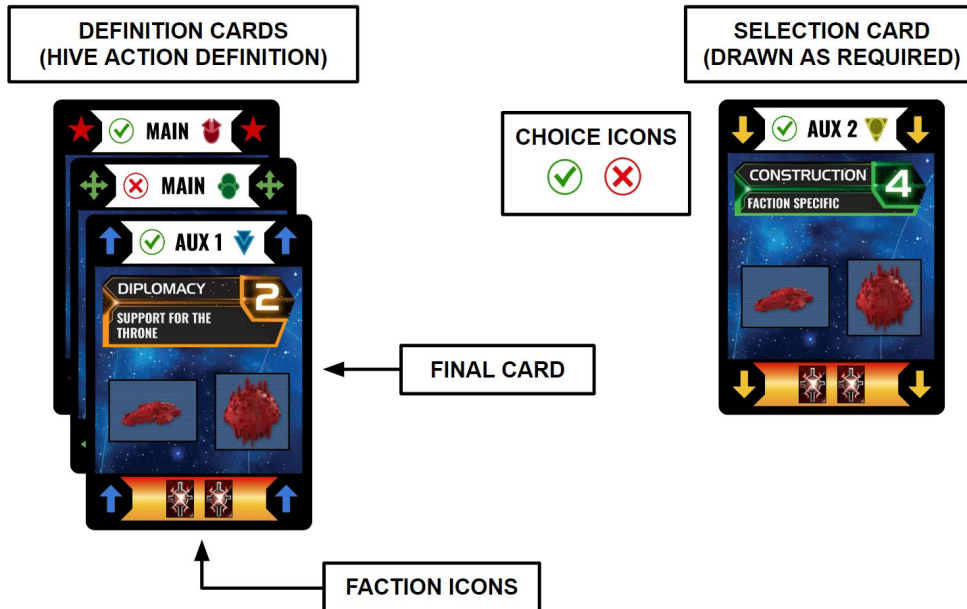 DEFINITION CARDS
(HIVE ACTION DEFINITION)
SELECTION CARD
(DRAWN AS REQUIRED)
MAIN
MAIN
AUX 1
DIPLOMACY
2
SUPPORT FOR THE
THRONE
CHOICE ICONS
AUX 2
CONSTRUCTION
4
FACTION SPECIFIC
FINAL CARD
FACTION ICONS